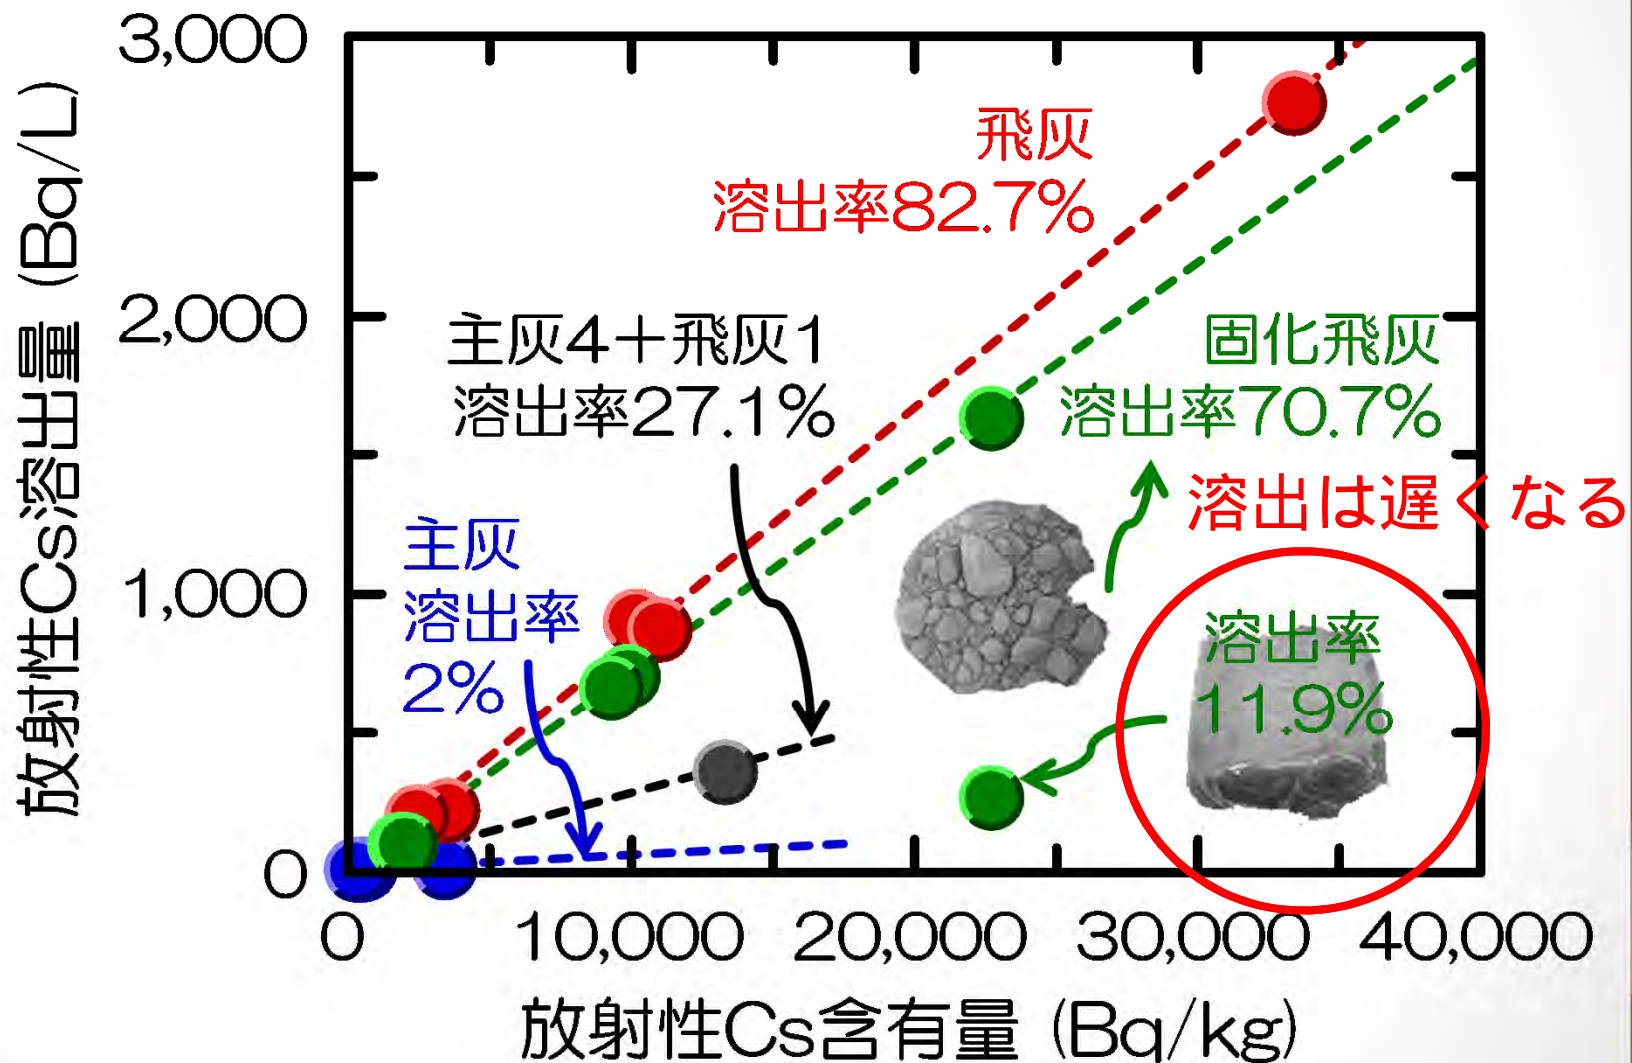 放射性Cs溶出量 (Bq/L)
3,000
2,000
1,000
0
飛灰
溶出率82.7%
主灰4＋飛灰1
溶出率27.1%
固化飛灰
溶出率70.7%
溶出は遅くなる
主灰
溶出率
2%
溶出率
11.9%
0
10,000
20,000
30,000
40,000
放射性Cs含有量 (Bq/kg)